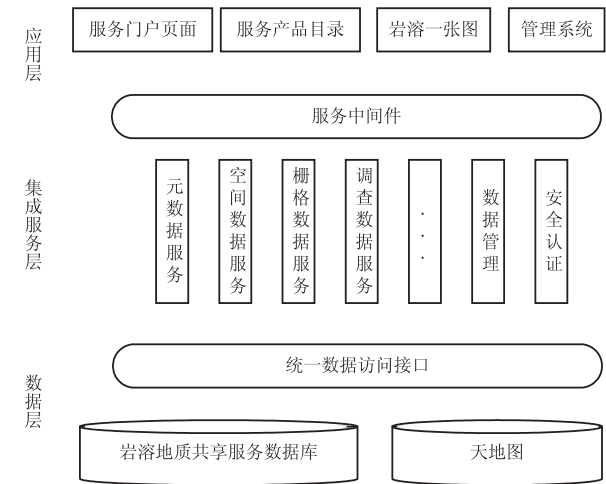 应用层
服务门户页面
服务产品目录
岩溶一张图
管理系统
服务中间件
集成服务层
元数据服务
空间数据服务
栅格数据服务
调查数据服务
. . .
数据管理
安全认证
统一数据访问接口
数据层
岩溶地质共享服务数据库
天地图